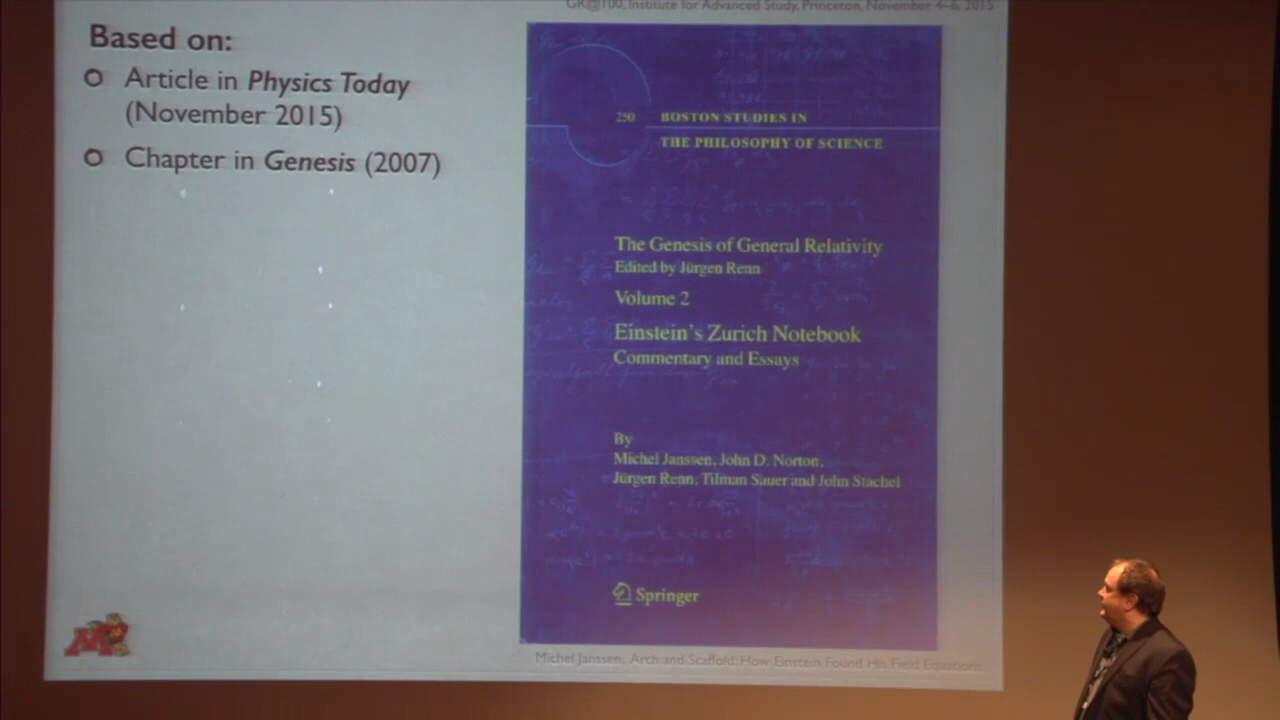 GR@100, Institute for Advanced Study, Princeton, November 4-6, 2015
Based on:
Article in Physics Today
(November 2015)
Chapter in Genesis (2007)
250 BOSTON STUDIES IN
THE PHILOSOPHY OF SCIENCE
The Genesis of General Relativity
Edited by Jürgen Renn
Volume 2
Einstein's Zurich Notebook
Commentary and Essays
By
Michel Janssen, John D. Norton,
Jürgen Renn, Tilman Sauer and John Stachel
Springer
M
Michel Janssen, Arch and Scaffold: How Einstein Found His Field Equations